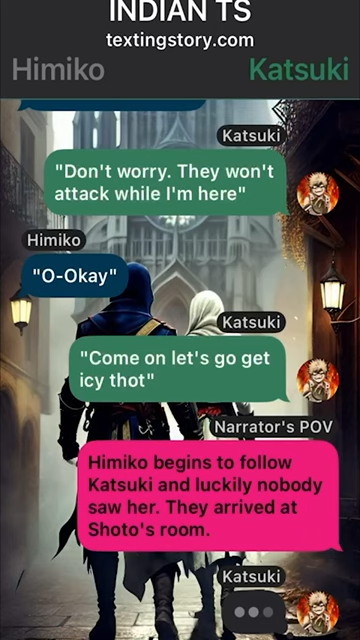 INDIAN TS
textingstory.com
Himiko
Katsuki
Katsuki
"Don't worry. They won't
attack while I'm here"
Himiko
"O-Okay"
Katsuki
"Come on let's go get
icy thot"
Narrator's POV
Himiko begins to follow
Katsuki and luckily nobody
saw her. They arrived at
Shoto's room.
Katsuki